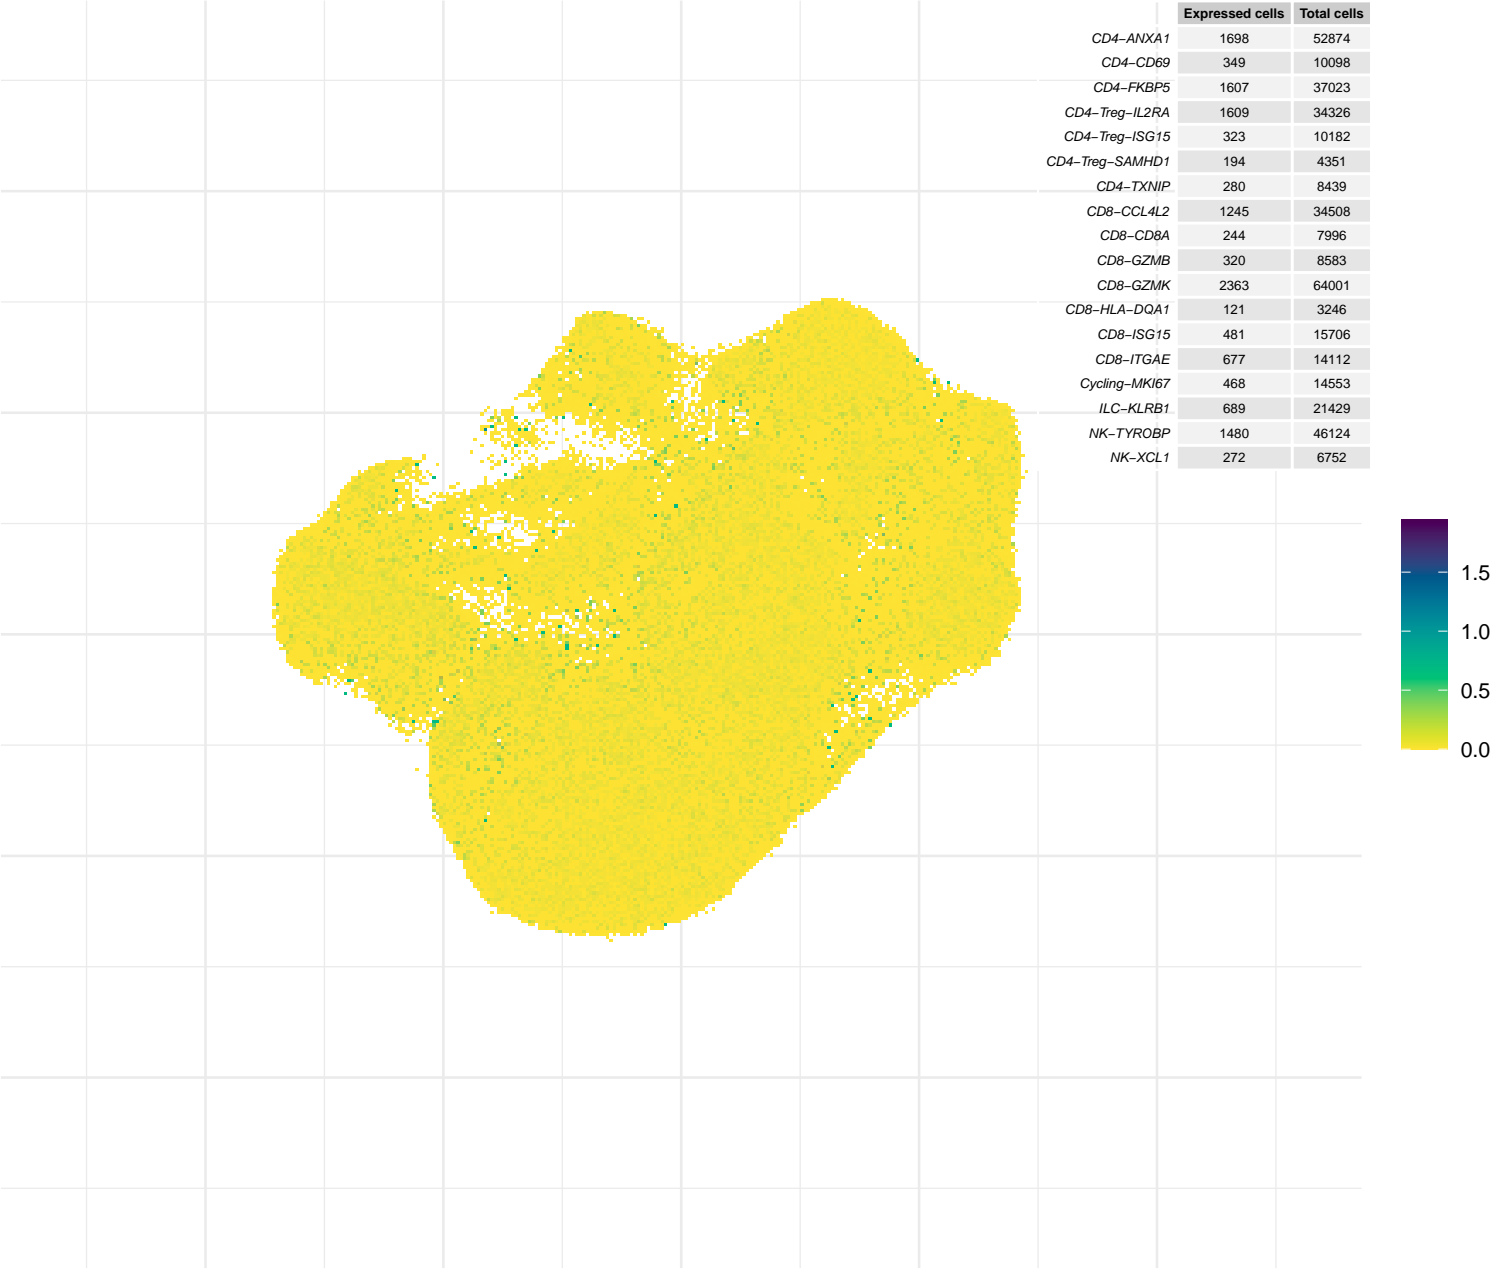 Expressed cells Total cells
CD4−ANXA1 1698 52874
CD4−CD69 349 10098
CD4−FKBP5 1607 37023
CD4−Treg−IL2RA 1609 34326
CD4−Treg−ISG15 323 10182
CD4−Treg−SAMHD1 194 4351
CD4−TXNIP 280 8439
CD8−CCL4L2 1245 34508
CD8−CD8A 244 7996
CD8−GZMB 320 8583
CD8−GZMK 2363 64001
CD8−HLA−DQA1 121 3246
CD8−ISG15 481 15706
CD8−ITGAE 677 14112
Cycling−MKI67 468 14553
ILC−KLRB1 689 21429
NK−TYROBP 1480 46124
NK−XCL1 272 6752
1.5
1.0
0.5
0.0